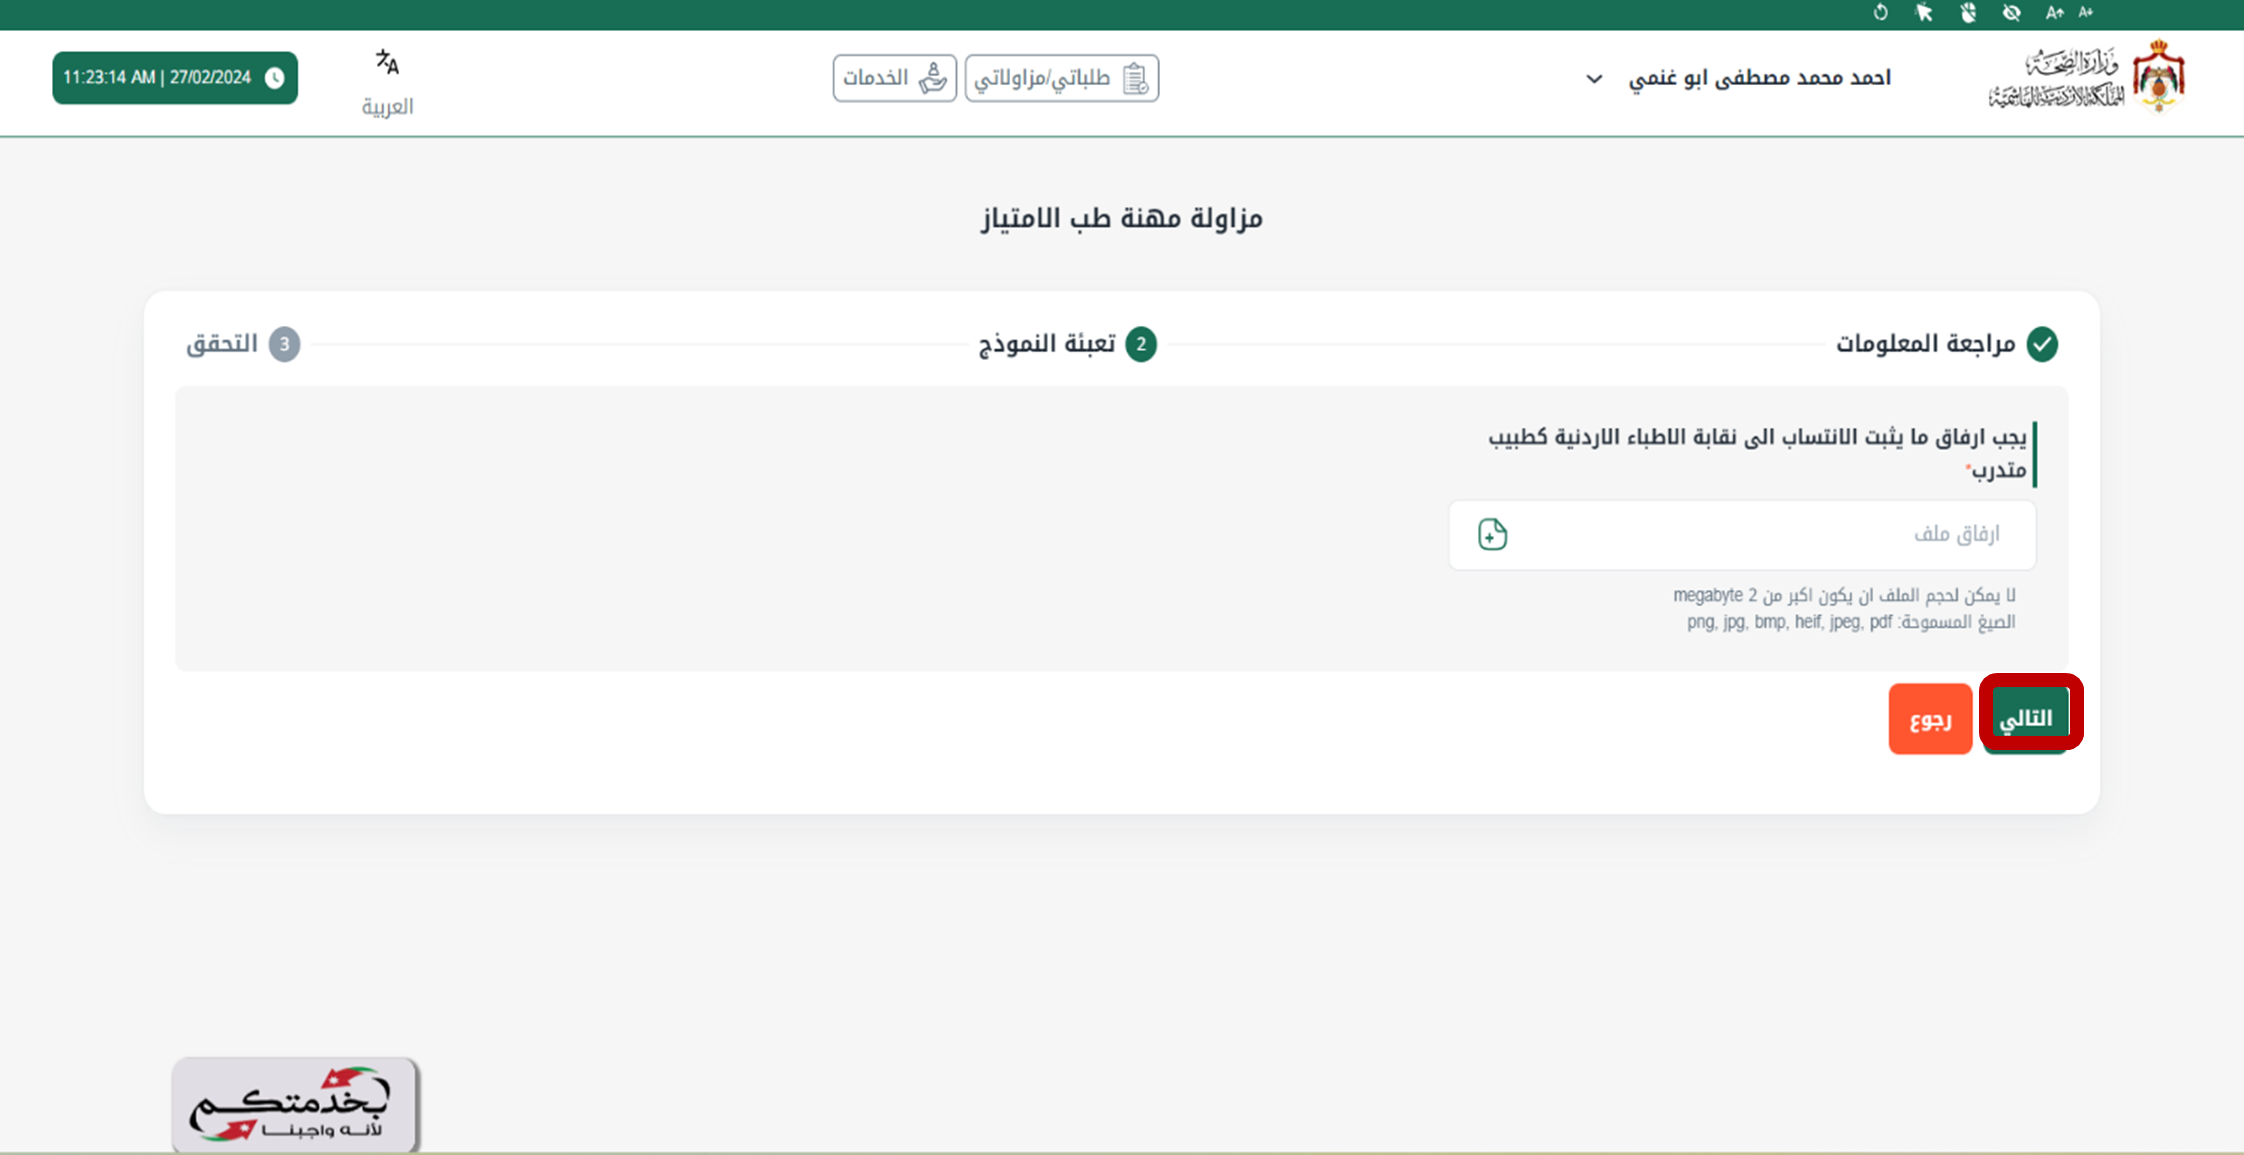 A+ A+
وزارة الصحة
المملكة الأردنية الهاشمية
احمد محمد مصطفى ابو غنمي
طلباتي/مزاولاتي
الخدمات
العربية
11:23:14 AM | 27/02/2024
مزاولة مهنة طب الامتياز
مراجعة المعلومات
2 تعبئة النموذج
3 التحقق
يجب ارفاق ما يثبت الانتساب الى نقابة الاطباء الاردنية كطبيب
متدرب*
ارفاق ملف
لا يمكن لحجم الملف ان يكون اكبر من 2 megabyte
الصيغ المسموحة: png, jpg, bmp, heif, jpeg, pdf
التالي
رجوع
بخدمتكم
لأنه واجبنا